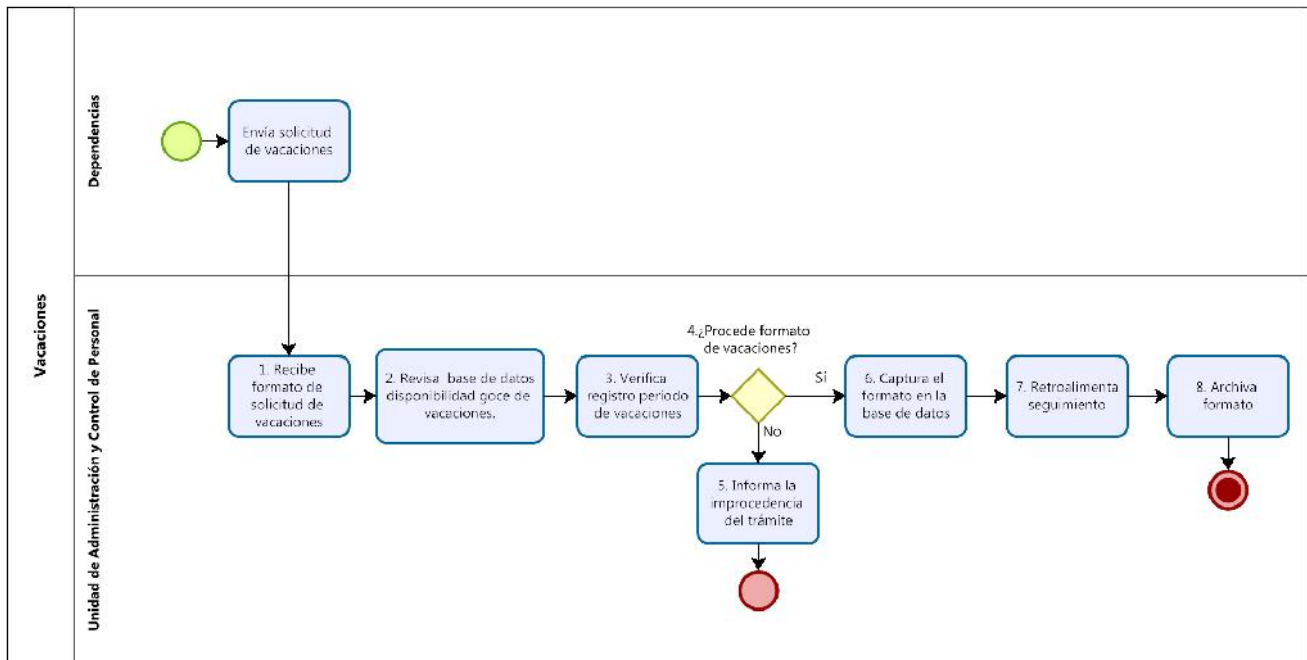 Vacaciones
Dependencias
Envía solicitud
de vacaciones
Unidad de Administración y Control de Personal
1. Recibe
formato de
solicitud de
vacaciones
2. Revisa base de datos
disponibilidad goce de
vacaciones.
3. Verifica
registro periodo
de vacaciones
4.¿Procede formato
de vacaciones?
Sí
No
5. Informa la
improcedencia
del trámite
6. Captura el
formato en la
base de datos
7. Retroalimenta
seguimiento
8. Archiva
formato